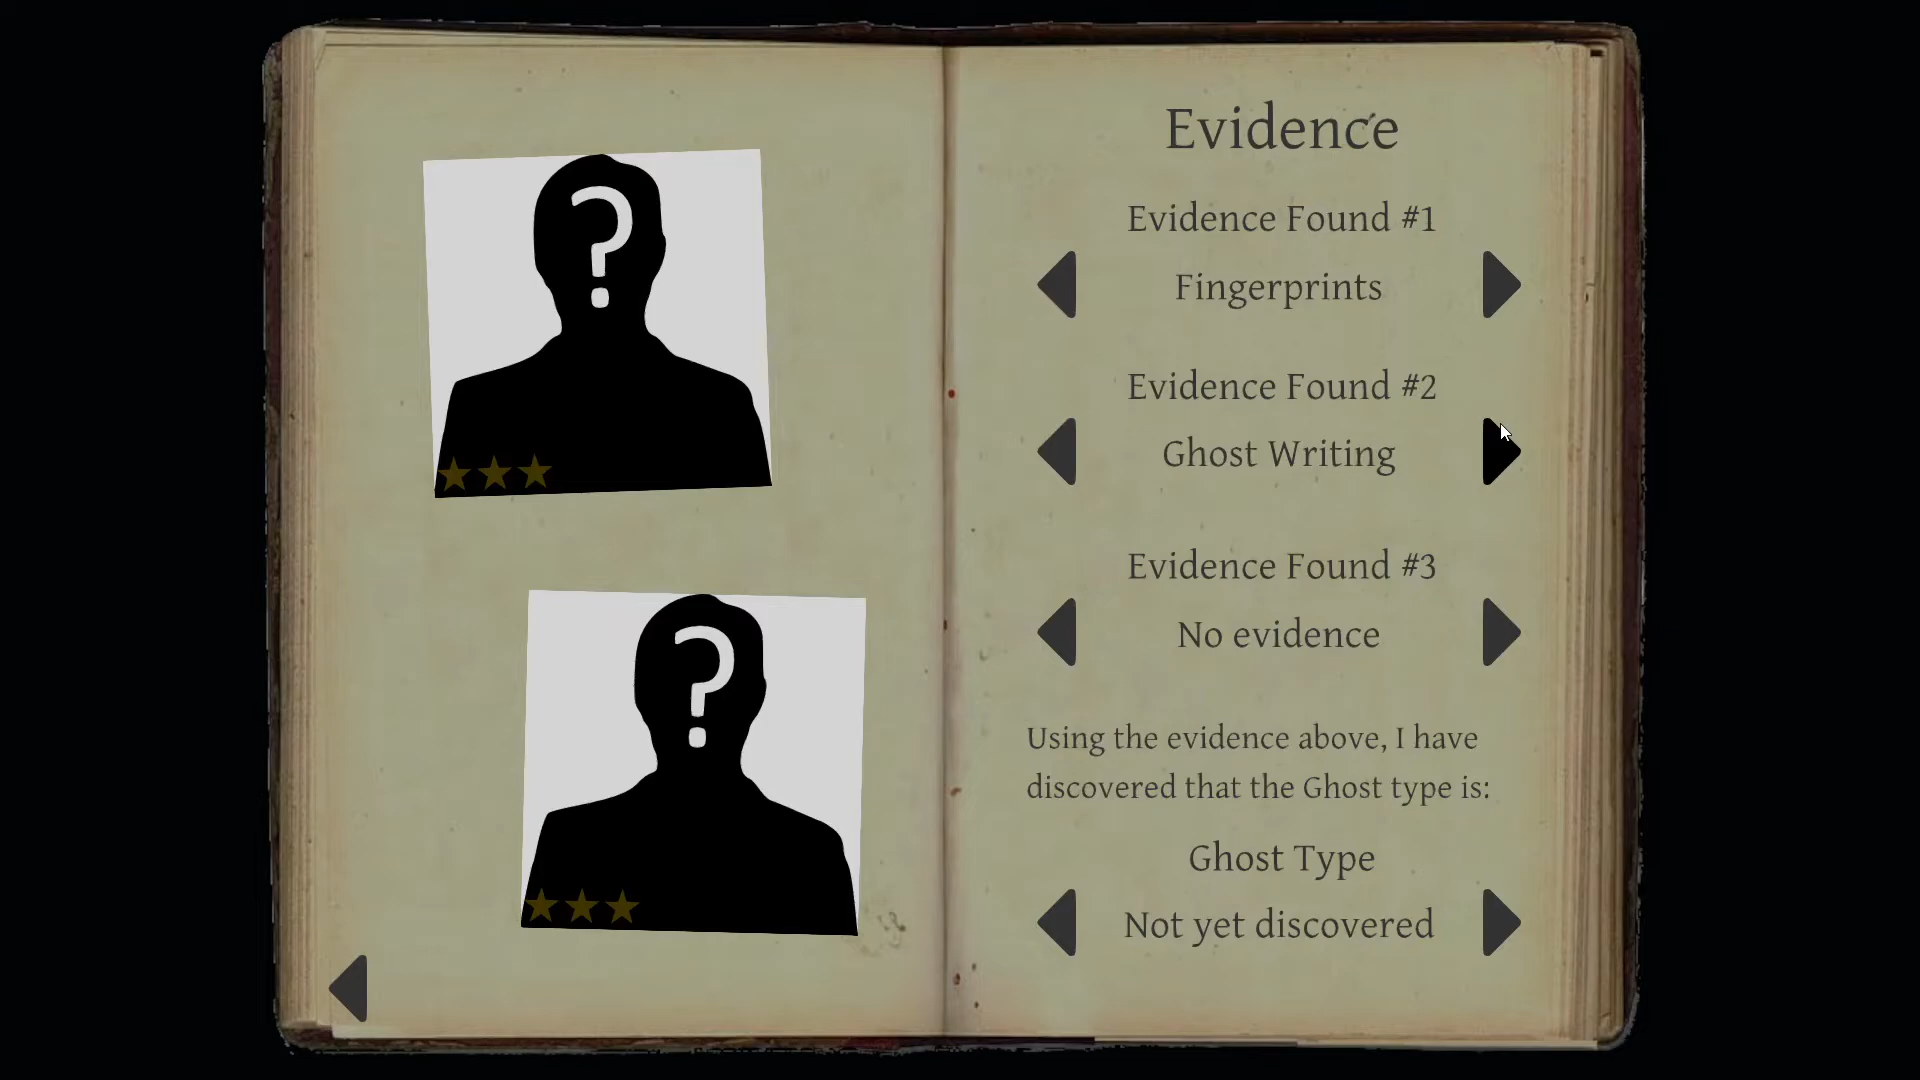 ?
?
Evidence
Evidence Found #1
Fingerprints
Evidence Found #2
Ghost Writing
Evidence Found #3
No evidence
Using the evidence above, I have
discovered that the Ghost type is:
Ghost Type
Not yet discovered